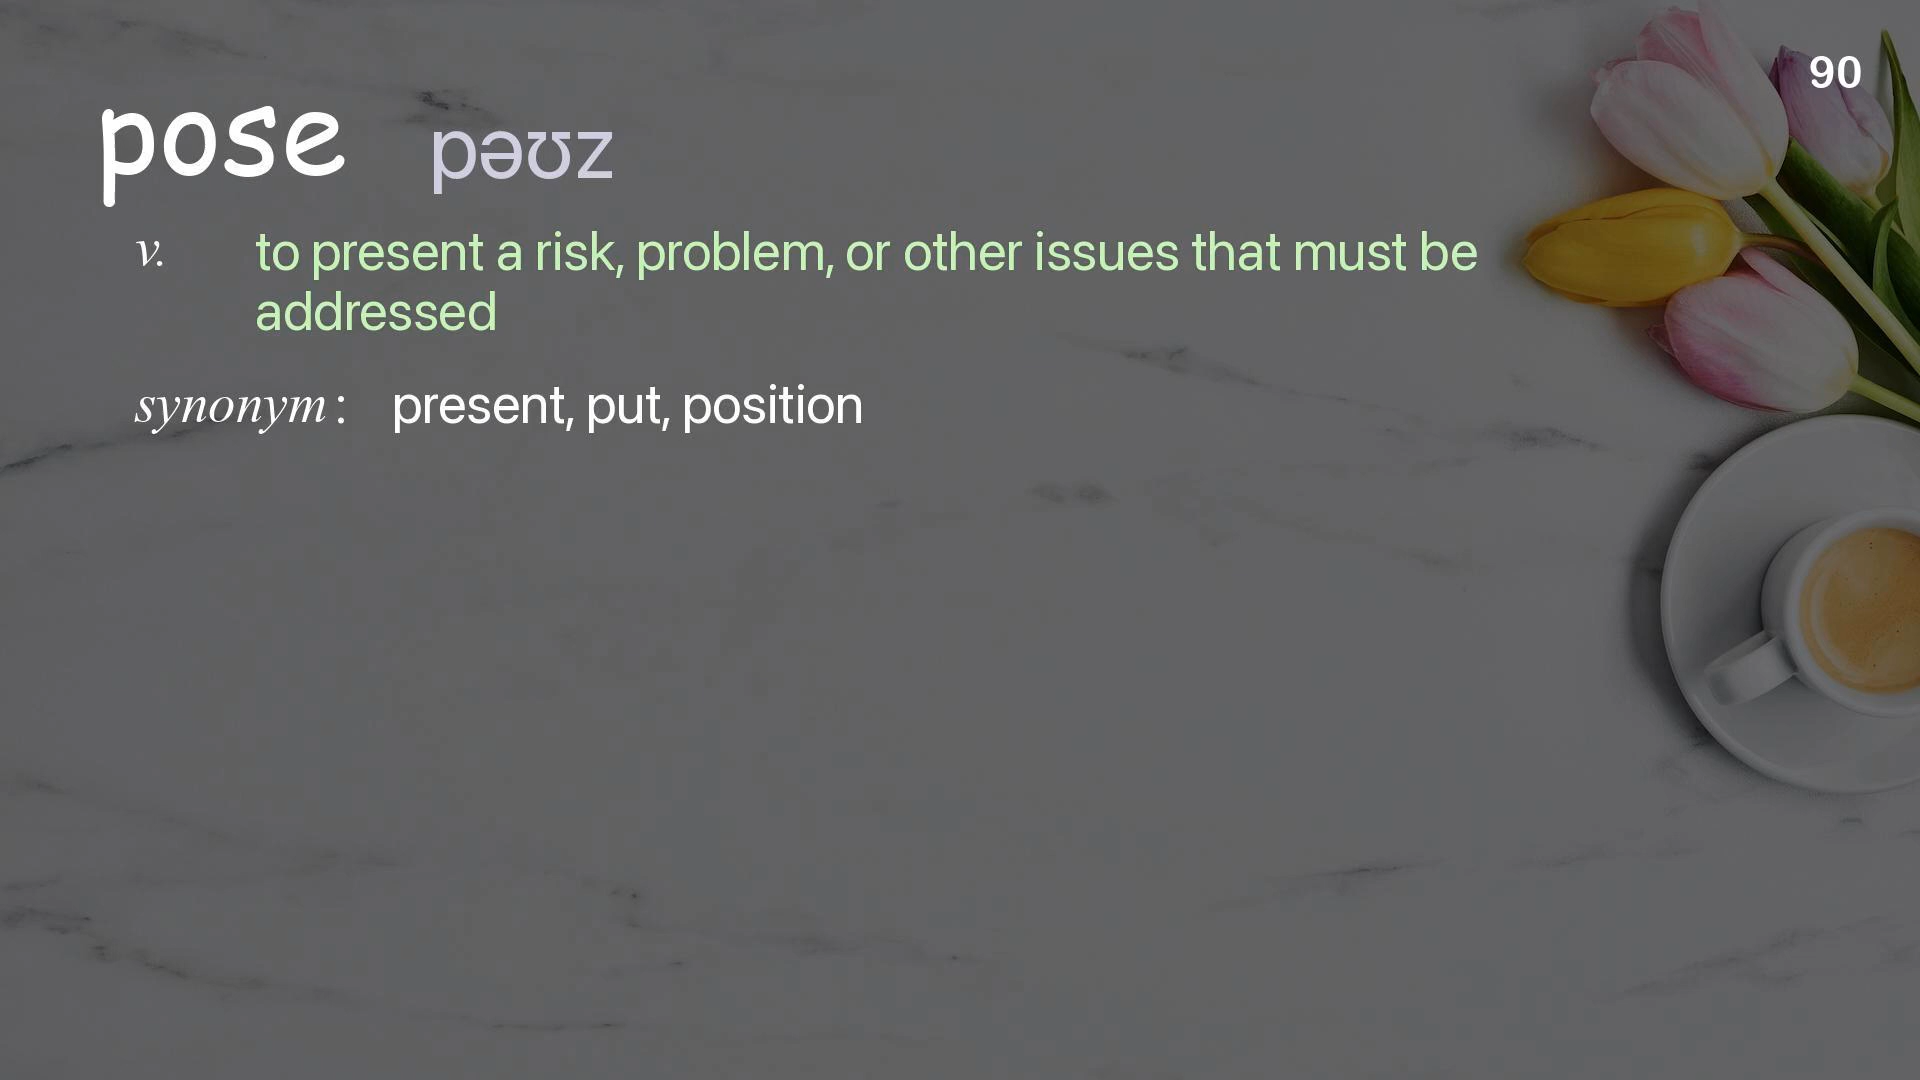 90
pose pəʊz
v. to present a risk, problem, or other issues that must be
addressed
synonym : present, put, position